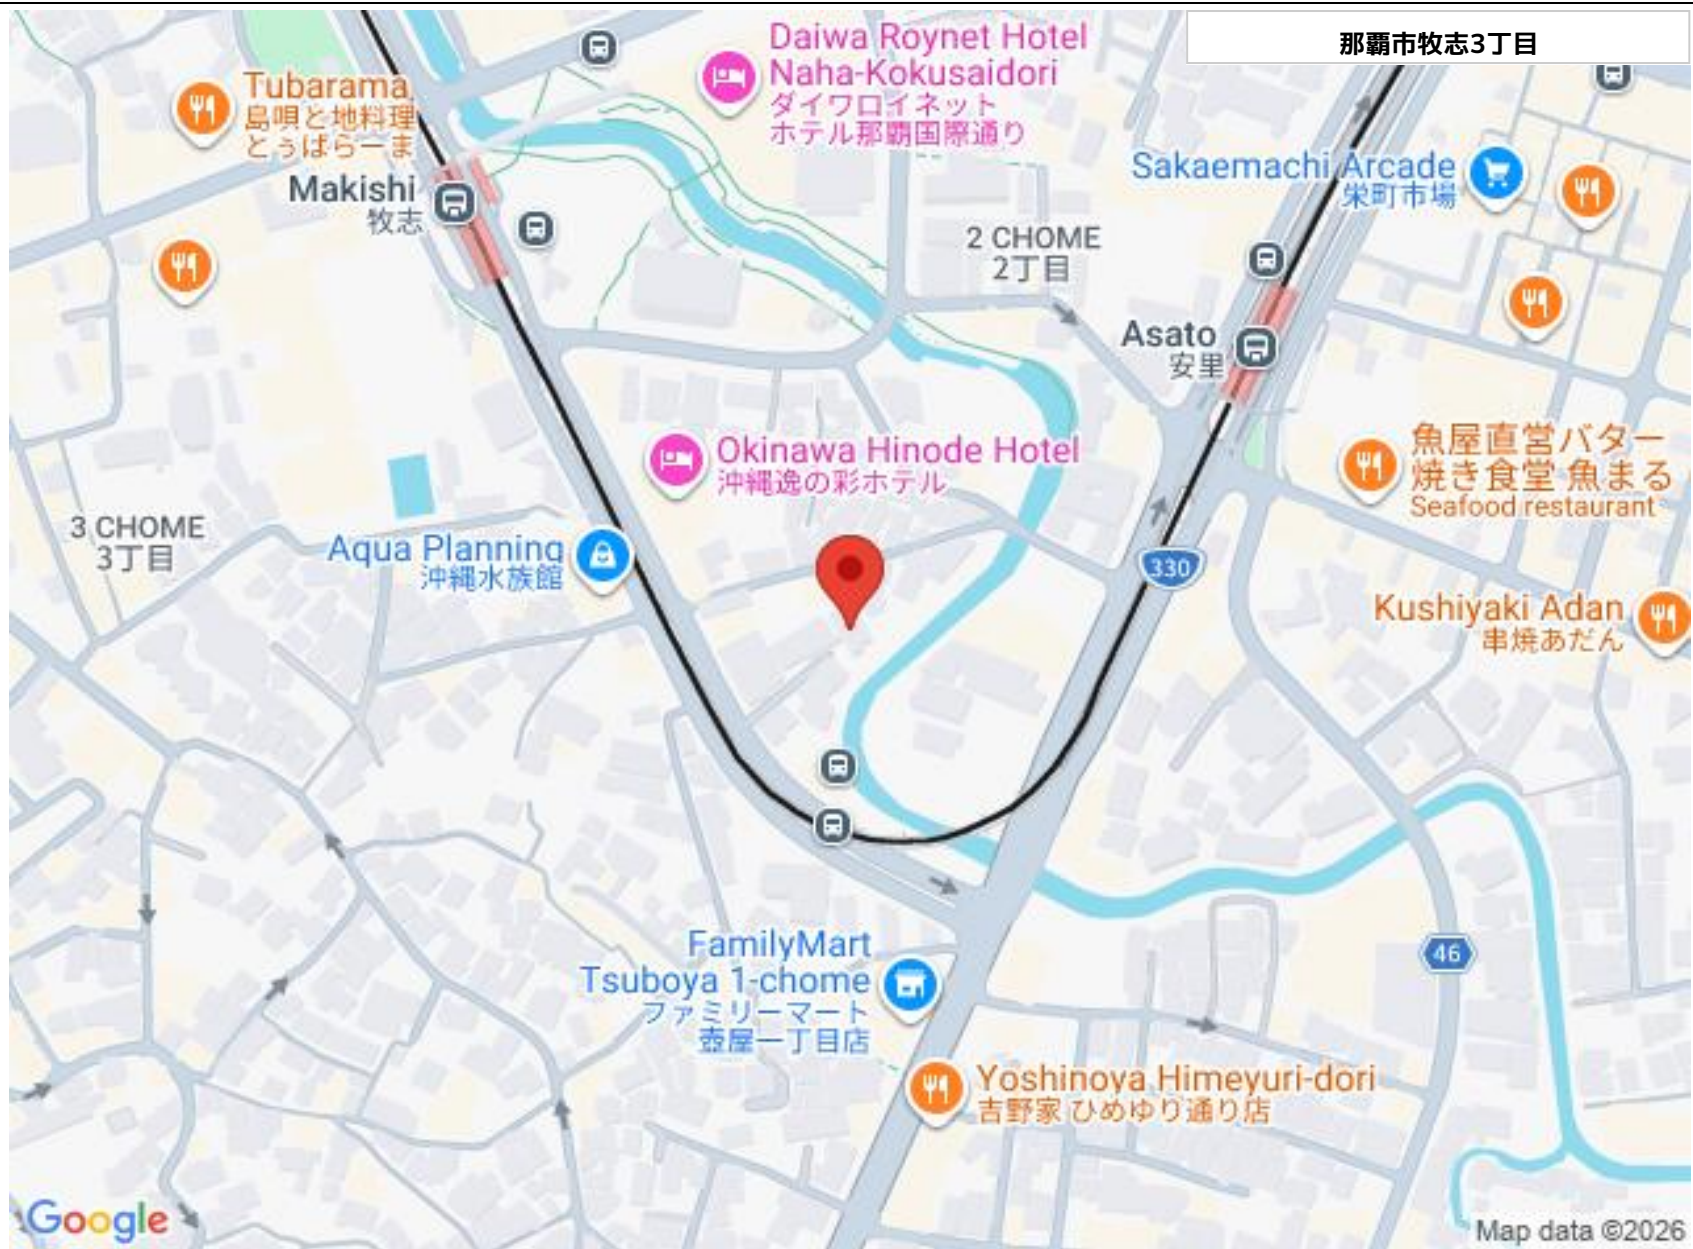 那覇市牧志3丁目
Daiwa Roynet Hotel
Naha-Kokusaidori
ダイワロイネット
ホテル那覇国際通り
Tubarama
島唄と地料理
とぅばらーま
Sakaemachi Arcade
栄町市場
Makishi
牧志
2 CHOME
2丁目
Asato
安里
魚屋直営バター
焼き食堂 魚まる
Seafood restaurant
Okinawa Hinode Hotel
沖縄逸の彩ホテル
3 CHOME
3丁目
Aqua Planning
沖縄水族館
330
Kushiyaki Adan
串焼あだん
FamilyMart
Tsuboya 1-chome
ファミリーマート
壺屋一丁目店
46
Yoshinoya Himeyuri-dori
吉野家 ひめゆり通り店
Google
Map data ©2026